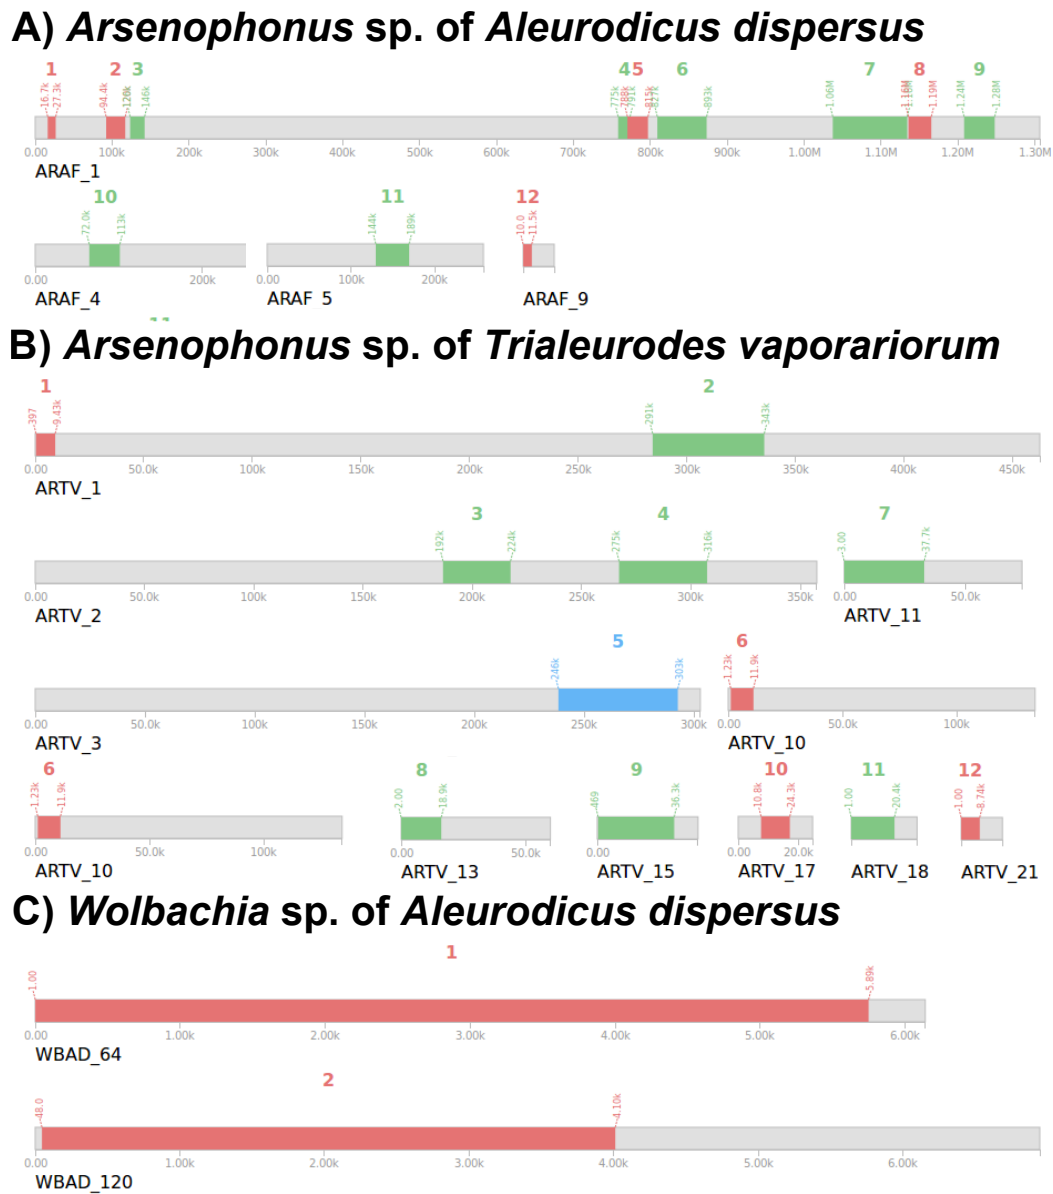 A) Arsenophonus sp. of Aleurodicus dispersus
1 2 3 4 5 6 7 8 9
16.7k 27.3k 94.4k 120k 146k 775k 788k 791k 815k 827k 893k 1.06M 1.16M 1.19M 1.24M 1.28M
0.00 100k 200k 300k 400k 500k 600k 700k 800k 900k 1.00M 1.10M 1.20M 1.30M
ARAF_1
10 11 12
72.0k 113k 144k 189k 10.0 11.5k
0.00 200k 0.00 100k 200k
ARAF_4 ARAF_5 ARAF_9
B) Arsenophonus sp. of Trialeurodes vaporariorum
1 2
397 9.43k 291k 343k
0.00 50.0k 100k 150k 200k 250k 300k 350k 400k 450k
ARTV_1
3 4 7
192k 224k 275k 316k 3.00 37.7k
0.00 50.0k 100k 150k 200k 250k 300k 350k 0.00 50.0k
ARTV_2 ARTV_11
5 6
246k 303k 1.23k 11.9k
0.00 50.0k 100k 150k 200k 250k 300k 0.00 50.0k 100k
ARTV_3 ARTV_10
6 8 9 10 11 12
1.23k 11.9k 2.00 18.9k 469 36.3k 10.8k 24.3k 1.00 20.4k 1.00 8.74k
0.00 50.0k 100k 0.00 50.0k 0.00 0.00 20.0k
ARTV_10 ARTV_13 ARTV_15 ARTV_17 ARTV_18 ARTV_21
C) Wolbachia sp. of Aleurodicus dispersus
1
1.00 5.89k
0.00 1.00k 2.00k 3.00k 4.00k 5.00k 6.00k
WBAD_64
2
48.0 4.10k
0.00 1.00k 2.00k 3.00k 4.00k 5.00k 6.00k
WBAD_120